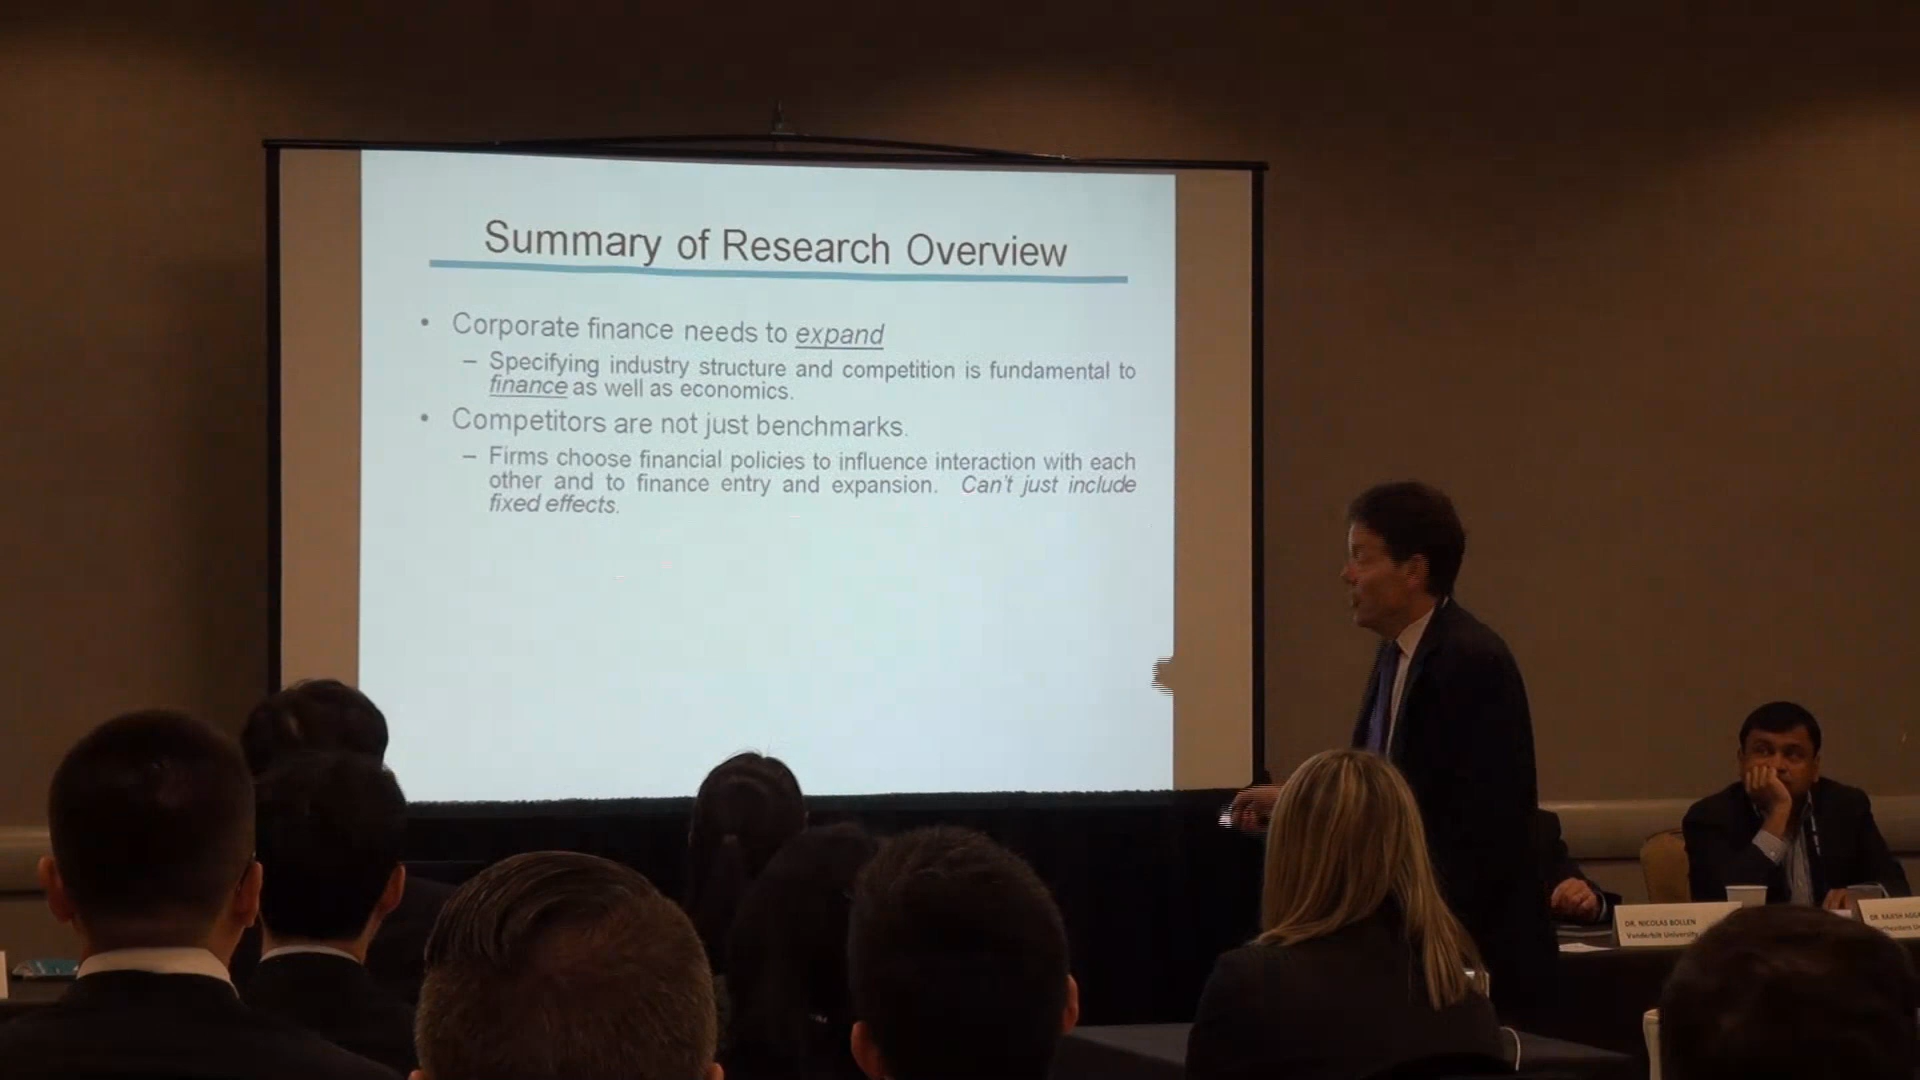 Summary of Research Overview
• Corporate finance needs to expand
– Specifying industry structure and competition is fundamental to
finance as well as economics.
• Competitors are not just benchmarks.
– Firms choose financial policies to influence interaction with each
other and to finance entry and expansion. Can't just include
fixed effects.
DR. NICOLAS BOLLEN
Vanderbilt University
DR.